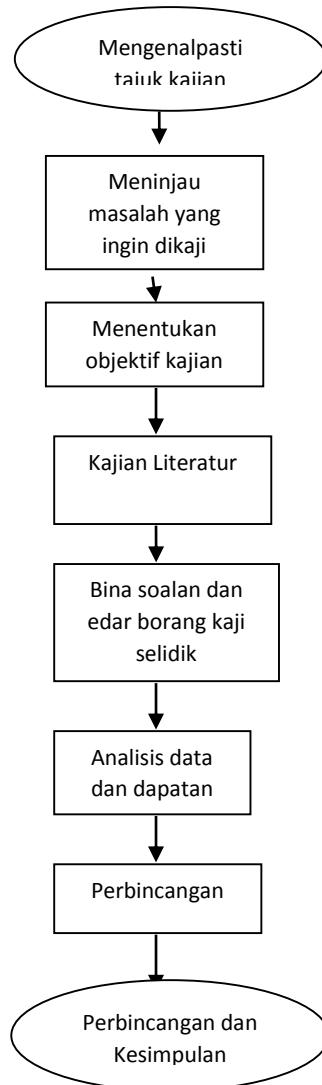 Mengenalpasti
tajuk kajian
Meninjau
masalah yang
ingin dikaji
Menentukan
objektif kajian
Kajian Literatur
Bina soalan dan
edar borang kaji
selidik
Analisis data
dan dapatan
Perbincangan
Perbincangan dan
Kesimpulan